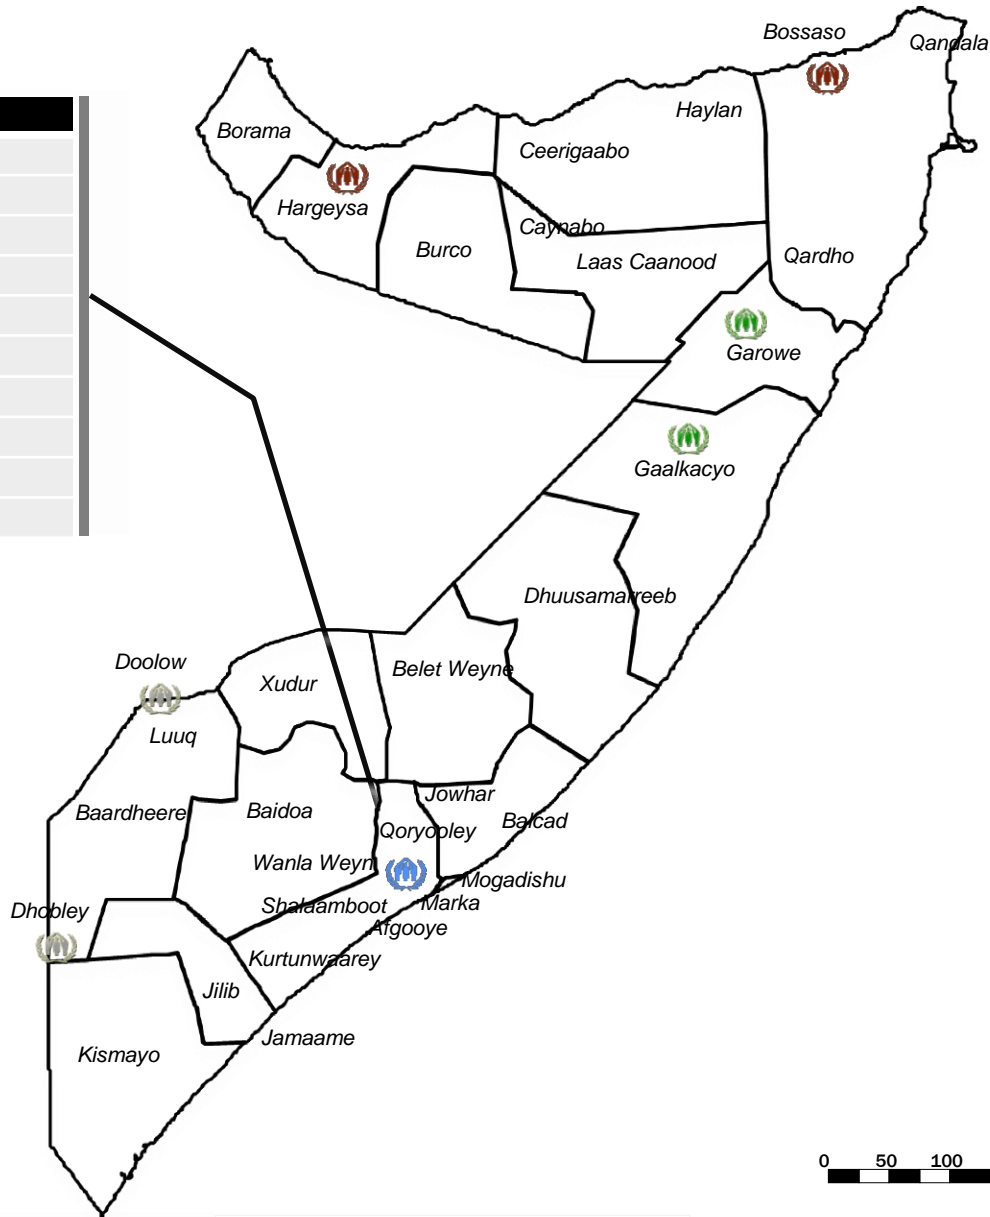 Bossaso
Qandala
Haylan
Borama
Ceerigaabo
Hargeysa
Caynabo
Burco
Laas Caanood
Qardho
Garowe
Gaalkacyo
Dhuusamarreeb
Doolow
Belet Weyne
Xudur
Luuq
Jowhar
Baardheere
Baidoa
Balcad
Qoryooley
Wanla Weyn
Mogadishu
Marka
Shalaamboot
Dhobley
Afgooye
Kurtunwaarey
Jilib
Jamaame
Kismayo
0 50 100